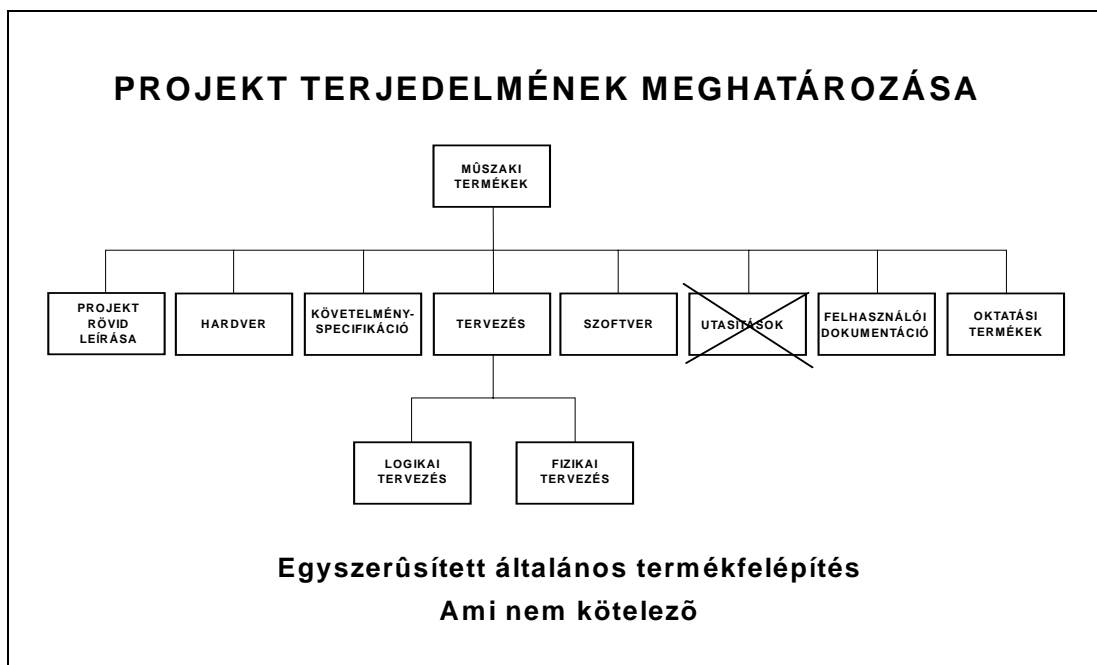 PROJEKT TERJEDELMÉNEK MEGHATÁROZÁSA
MÛSZAKI
TERMÉKEK
PROJEKT
RÖVID
LEÍRÁSA
HARDVER
KÖVETELMÉNY-
SPECIFIKÁCIÓ
TERVEZÉS
SZOFTVER
UTASÍTÁSOK
FELHASZNÁLÓI
DOKUMENTÁCIÓ
OKTATÁSI
TERMÉKEK
LOGIKAI
TERVEZÉS
FIZIKAI
TERVEZÉS
Egyszerûsített általános termékfelépítés
Ami nem kötelezõ